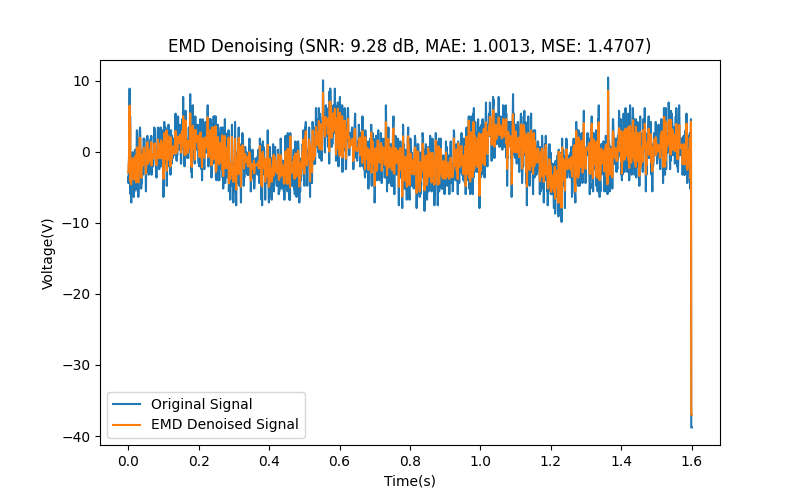 EMD Denoising (SNR: 9.28 dB, MAE: 1.0013, MSE: 1.4707)
10
0
−10
−20
−30
−40
Voltage(V)
Original Signal
EMD Denoised Signal
0.0 0.2 0.4 0.6 0.8 1.0 1.2 1.4 1.6
Time(s)